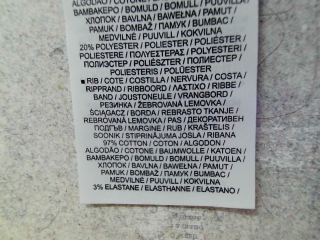 ALGODÃO / COTONE / BAUMWOLLE / KATOEN /
BAMBAKEPO / BOMULD / BOMULL / PUUVILLA /
ХЛОПОК / BAVLNA / BAWEŁNA / PAMUT /
PAMUK / BOMBAŽ / ПАМУК / BUMBAC /
MEDVILNĖ / PUUVILL / KOKVILNA
20% POLYESTER / POLIESTER / POLIÉSTER /
POLIESTERE / ΠΟΛΥΕΣΤΕΡΑΣ / POLYESTERI /
ПОЛИЭСТЕР / POLIÉSZTER / ПОЛИЕСТЕР /
POLIESTERIS / POLÜESTER
RIB / COTE / COSTILLA / NERVURA / COSTA /
RIPPRAND / RIBBOORD / ΛΑΣΤΙΧΟ / RIBBE /
BAND / JOUSTONEULE / VRANGBORD /
РЕЗИНКА / ŽEBROVANÁ LEMOVKA /
ŚCIĄGACZ / BORDA / REBRASTO TKANJE /
REBROVANÁ LEMOVKA / PAS / ДЕКОРАТИВЕН
ПОДГЪВ / MARGINE / RUB / KRAŠTELIS /
SOONIK / STIPRINĀJUMA JOSLA / RIBANA
97% COTTON / COTON / ALGODON /
ALGODÃO / COTONE / BAUMWOLLE / KATOEN /
BAMBAKEPO / BOMULD / BOMULL / PUUVILLA /
ХЛОПОК / BAVLNA / BAWEŁNA / PAMUT /
PAMUK / BOMBAŽ / ПАМУК / BUMBAC /
MEDVILNĖ / PUUVILL / KOKVILNA
3% ELASTANE / ELASTHANNE / ELASTANO /